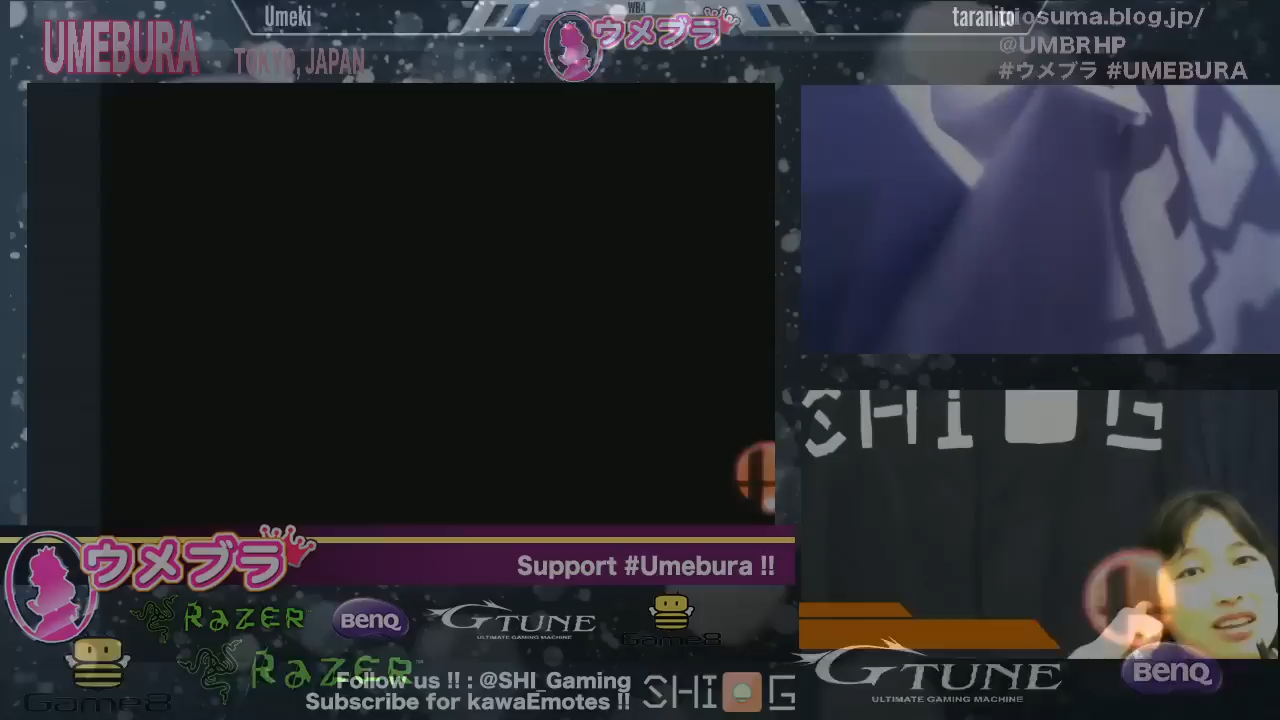 Umeki
WB4
taranito
iosuma.blog.jp/
UMEBURA
TOKYO, JAPAN
ウメブラ
@UMBRHP
#ウメブラ #UMEBURA
SHI G
ウメブラ
Support #Umebura !!
RAZER
BenQ
GTUNE
ULTIMATE GAMING MACHINE
Game8
RAZER
Game8
Follow us !! : @SHI_Gaming
Subscribe for kawaEmotes !!
SHI G
GTUNE
ULTIMATE GAMING MACHINE
BenQ